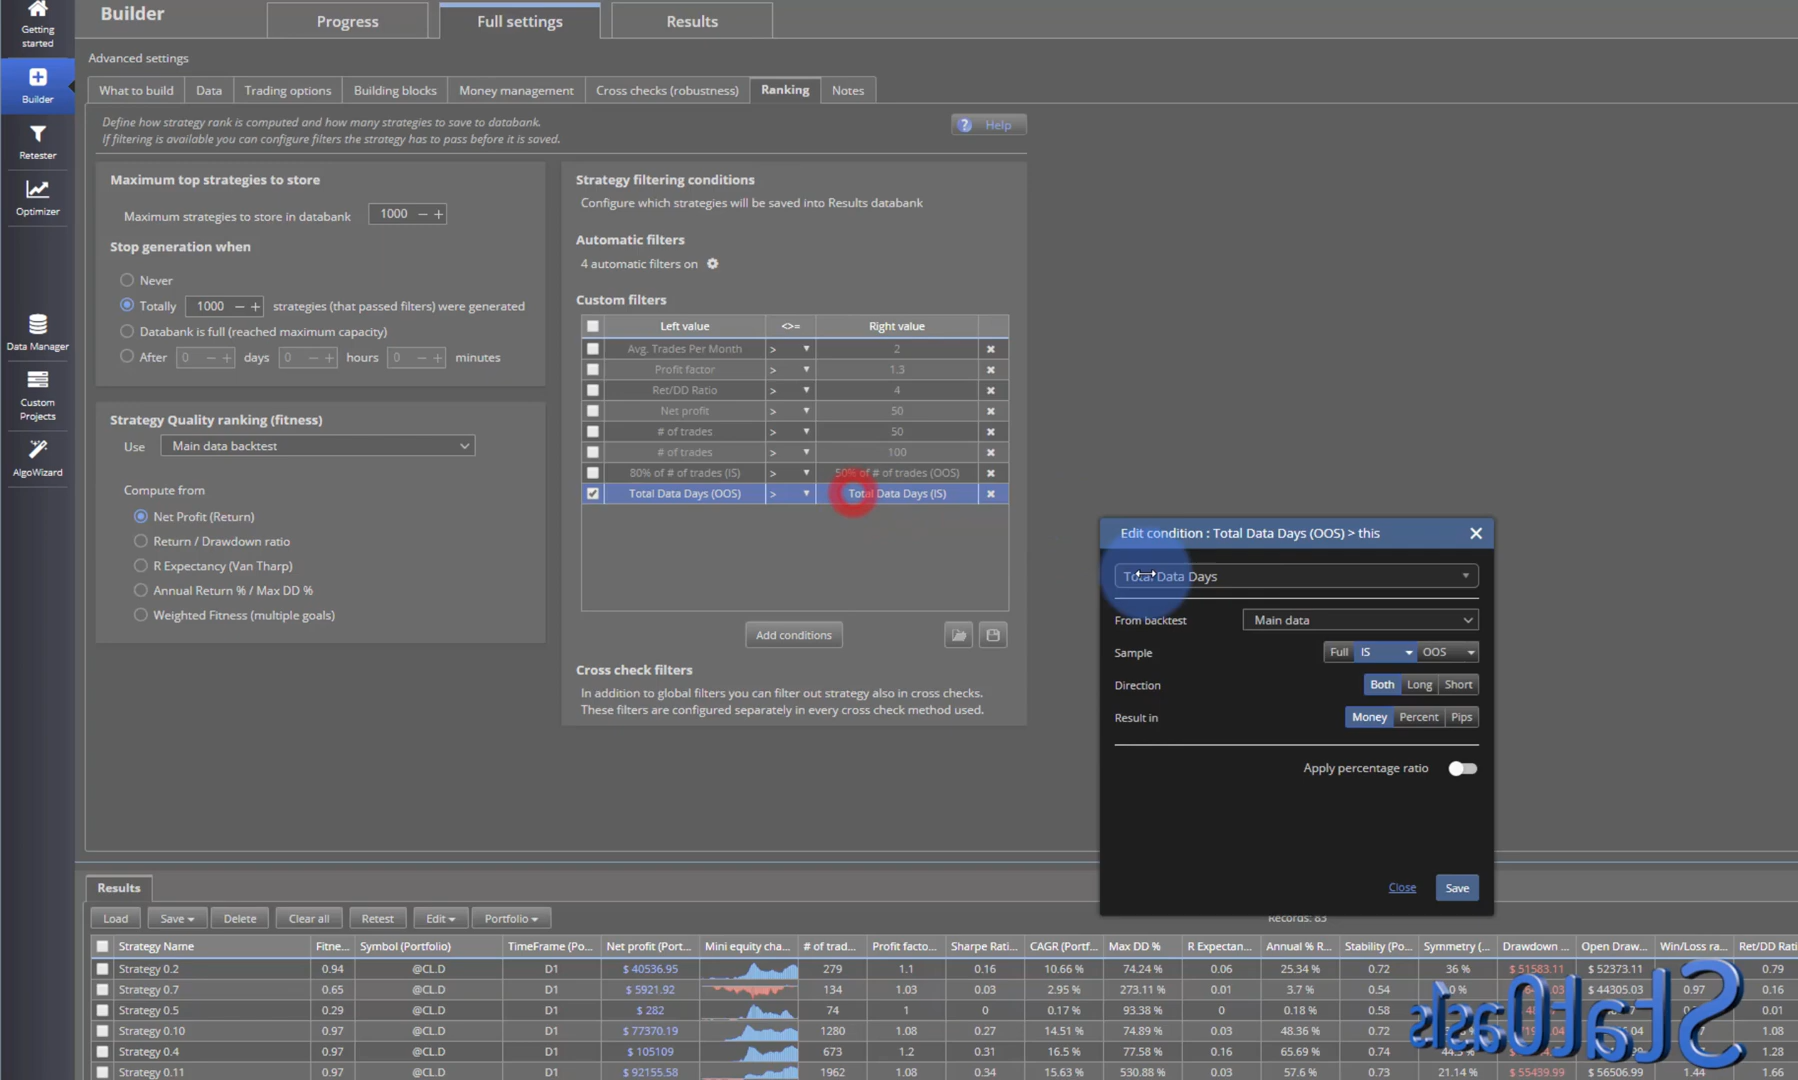 Getting started
Builder
Retester
Optimizer
Data Manager
Custom Projects
AlgoWizard
Builder
Progress
Full settings
Results
Advanced settings
What to build
Data
Trading options
Building blocks
Money management
Cross checks (robustness)
Ranking
Notes
Define how strategy rank is computed and how many strategies to save to databank.
If filtering is available you can configure filters the strategy has to pass before it is saved.
? Help
Maximum top strategies to store
Maximum strategies to store in databank 1000 − +
Stop generation when
Never
Totally 1000 − + strategies (that passed filters) were generated
Databank is full (reached maximum capacity)
After 0 − + days 0 − + hours 0 − + minutes
Strategy Quality ranking (fitness)
Use Main data backtest
Compute from
Net Profit (Return)
Return / Drawdown ratio
R Expectancy (Van Tharp)
Annual Return % / Max DD %
Weighted Fitness (multiple goals)
Strategy filtering conditions
Configure which strategies will be saved into Results databank
Automatic filters
4 automatic filters on
Custom filters
Left value <>= Right value
Avg. Trades Per Month > 2
Profit factor > 1.3
Ret/DD Ratio > 4
Net profit > 50
# of trades > 50
# of trades > 100
80% of # of trades (IS) > 50% of # of trades (OOS)
Total Data Days (OOS) > Total Data Days (IS)
Add conditions
Cross check filters
In addition to global filters you can filter out strategy also in cross checks.
These filters are configured separately in every cross check method used.
Edit condition : Total Data Days (OOS) > this
Total Data Days
From backtest Main data
Sample Full IS OOS
Direction Both Long Short
Result in Money Percent Pips
Apply percentage ratio
Close Save
Results
Load Save Delete Clear all Retest Edit Portfolio
Records: 83
Strategy Name Fitne... Symbol (Portfolio) TimeFrame (Po... Net profit (Port... Mini equity cha... # of trad... Profit facto... Sharpe Rati... CAGR (Portf... Max DD % R Expectan... Annual % R... Stability (Po... Symmetry (... Drawdown ... Open Draw... Win/Loss ra... Ret/DD Ratio
Strategy 0.2 0.94 @CL.D D1 $ 40536.95 279 1.1 0.16 10.66 % 74.24 % 0.06 25.34 % 0.72 36 % $ 51583.11 $ 52373.11 0.79
Strategy 0.7 0.65 @CL.D D1 $ 5921.92 134 1.03 0.03 2.95 % 273.11 % 0.01 3.7 % 0.54 0 % $ 44305.03 0.97 0.16
Strategy 0.5 0.29 @CL.D D1 $ 282 74 1 0 0.17 % 93.38 % 0 0.18 % 0.58 0.01
Strategy 0.10 0.97 @CL.D D1 $ 77370.19 1280 1.08 0.27 14.51 % 74.89 % 0.03 48.36 % 0.72 1.08
Strategy 0.4 0.97 @CL.D D1 $ 105109 673 1.2 0.31 16.5 % 77.58 % 0.16 65.69 % 0.74 1.28
Strategy 0.11 0.97 @CL.D D1 $ 92155.58 1962 1.08 0.34 15.63 % 530.88 % 0.03 57.6 % 0.72 21.14 % $ 55439.99 $ 56506.99 1.44 1.66
StatOasis